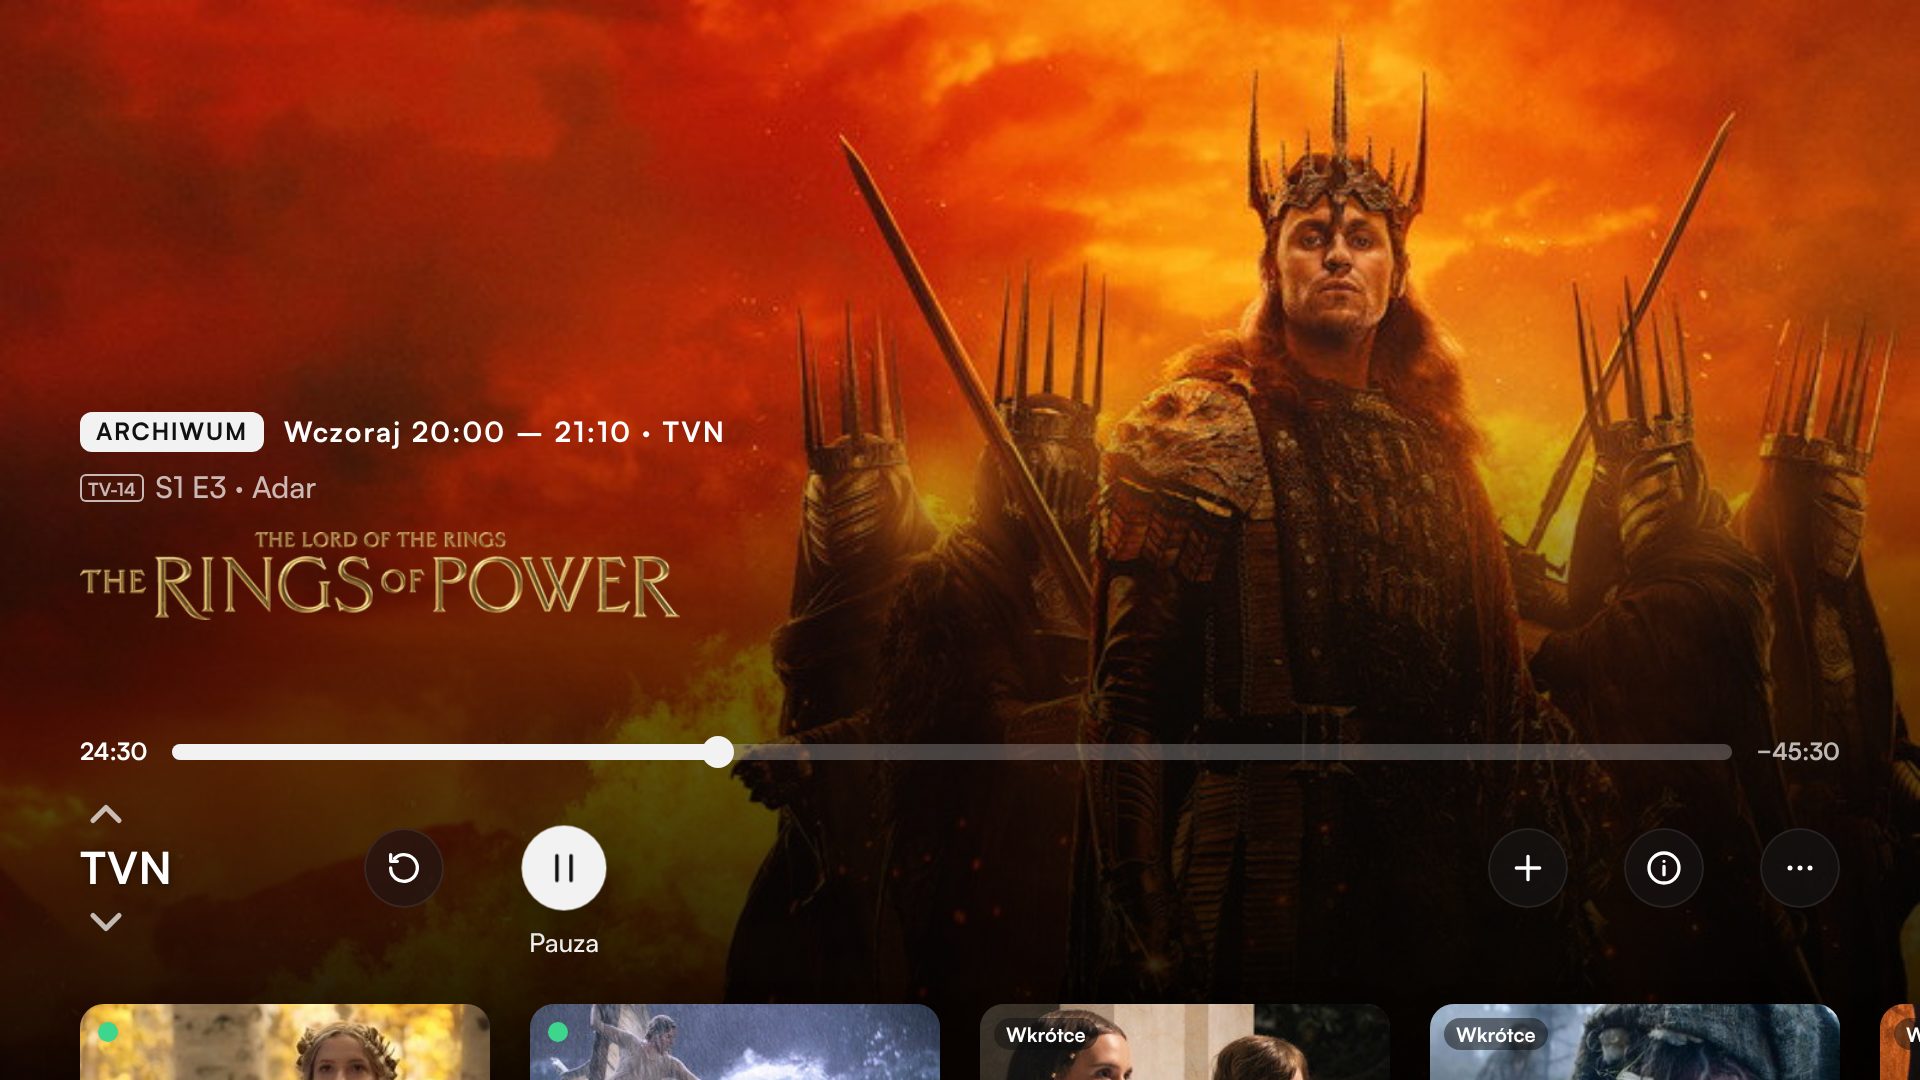 ARCHIWUM Wczoraj 20:00 — 21:10 • TVN
TV-14 S1 E3 • Adar
THE LORD OF THE RINGS
THE RINGS OF POWER
24:30 −45:30
TVN
Pauza
Wkrótce Wkrótce W